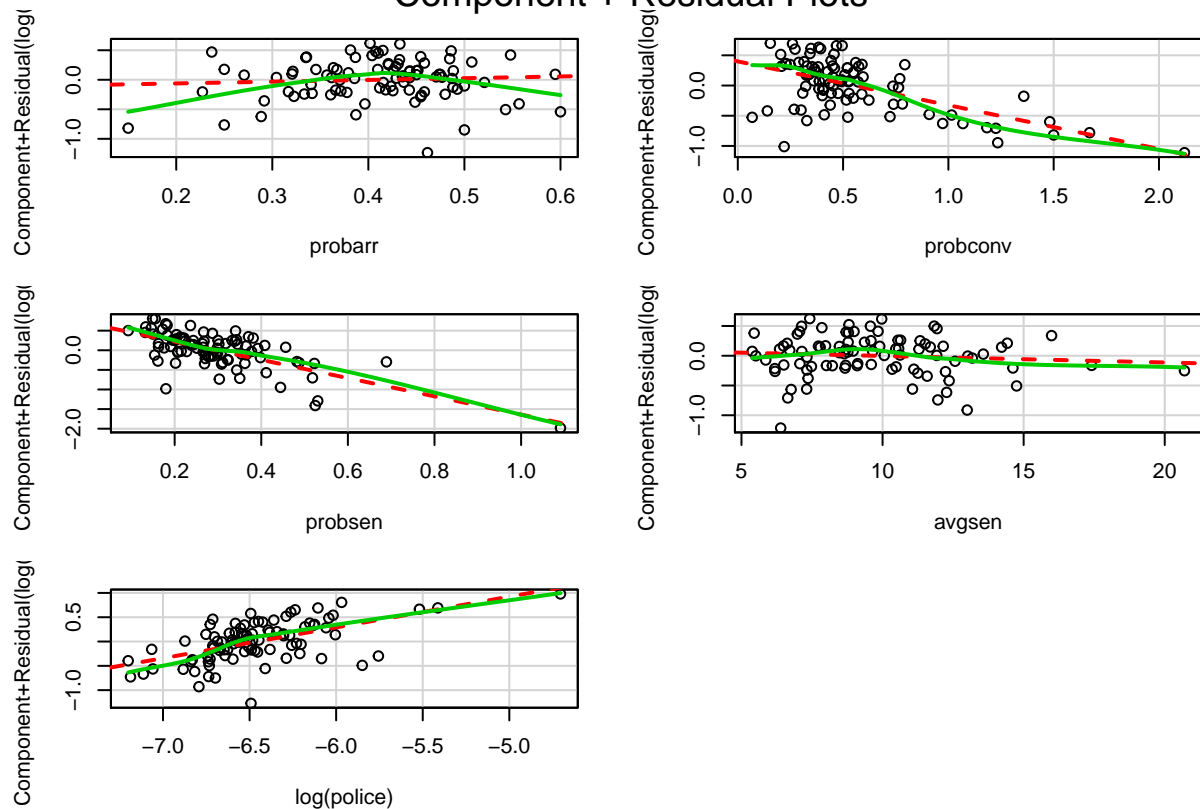 Component + Residual Plots
Component+Residual(log(
0.0
−1.0
0.2 0.3 0.4 0.5 0.6
probarr
Component+Residual(log(
0.0
−1.0
0.0 0.5 1.0 1.5 2.0
probconv
Component+Residual(log(
0.0
−2.0
0.2 0.4 0.6 0.8 1.0
probsen
Component+Residual(log(
0.0
−1.0
5 10 15 20
avgsen
Component+Residual(log(
0.5
−1.0
−7.0 −6.5 −6.0 −5.5 −5.0
log(police)